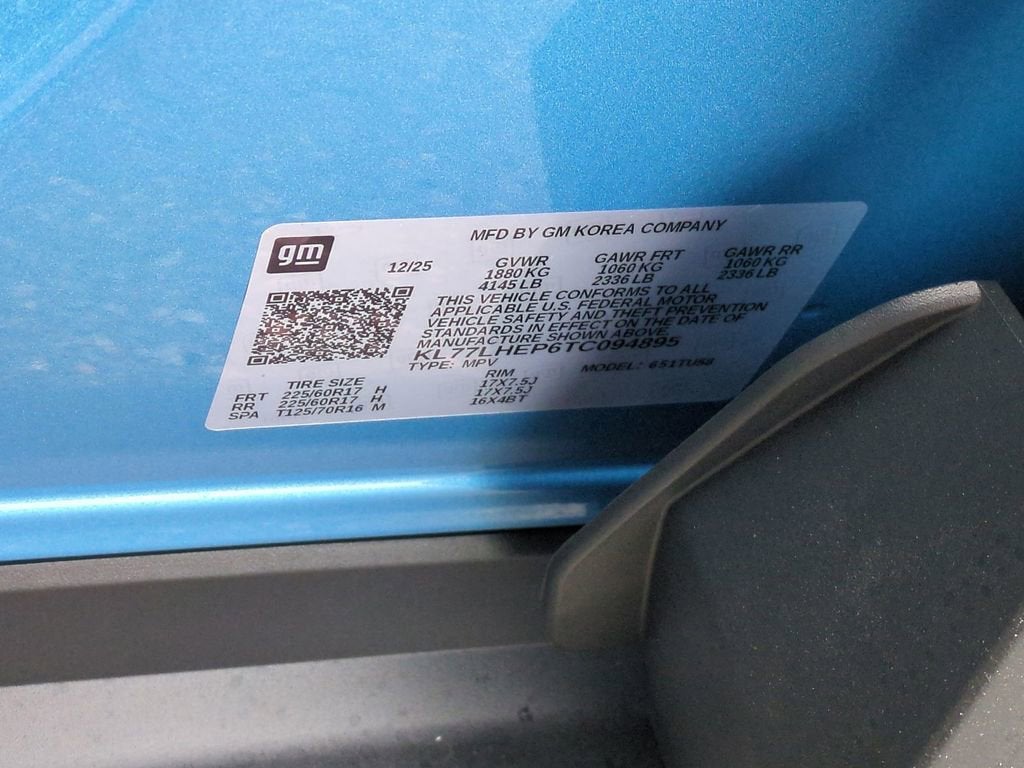 gm
MFD BY GM KOREA COMPANY
12/25
GVWR GAWR FRT GAWR RR
1880 KG 1060 KG 1060 KG
4145 LB 2336 LB 2336 LB
THIS VEHICLE CONFORMS TO ALL
APPLICABLE U.S. FEDERAL MOTOR
VEHICLE SAFETY AND THEFT PREVENTION
STANDARDS IN EFFECT ON THE DATE OF
MANUFACTURE SHOWN ABOVE.
KL77LHEP6TC094895
TYPE: MPV MODEL: 651TU58
TIRE SIZE RIM
FRT 225/60R17 H 17X7.5J
RR 225/60R17 H 17X7.5J
SPA T125/70R16 M 16X4BT